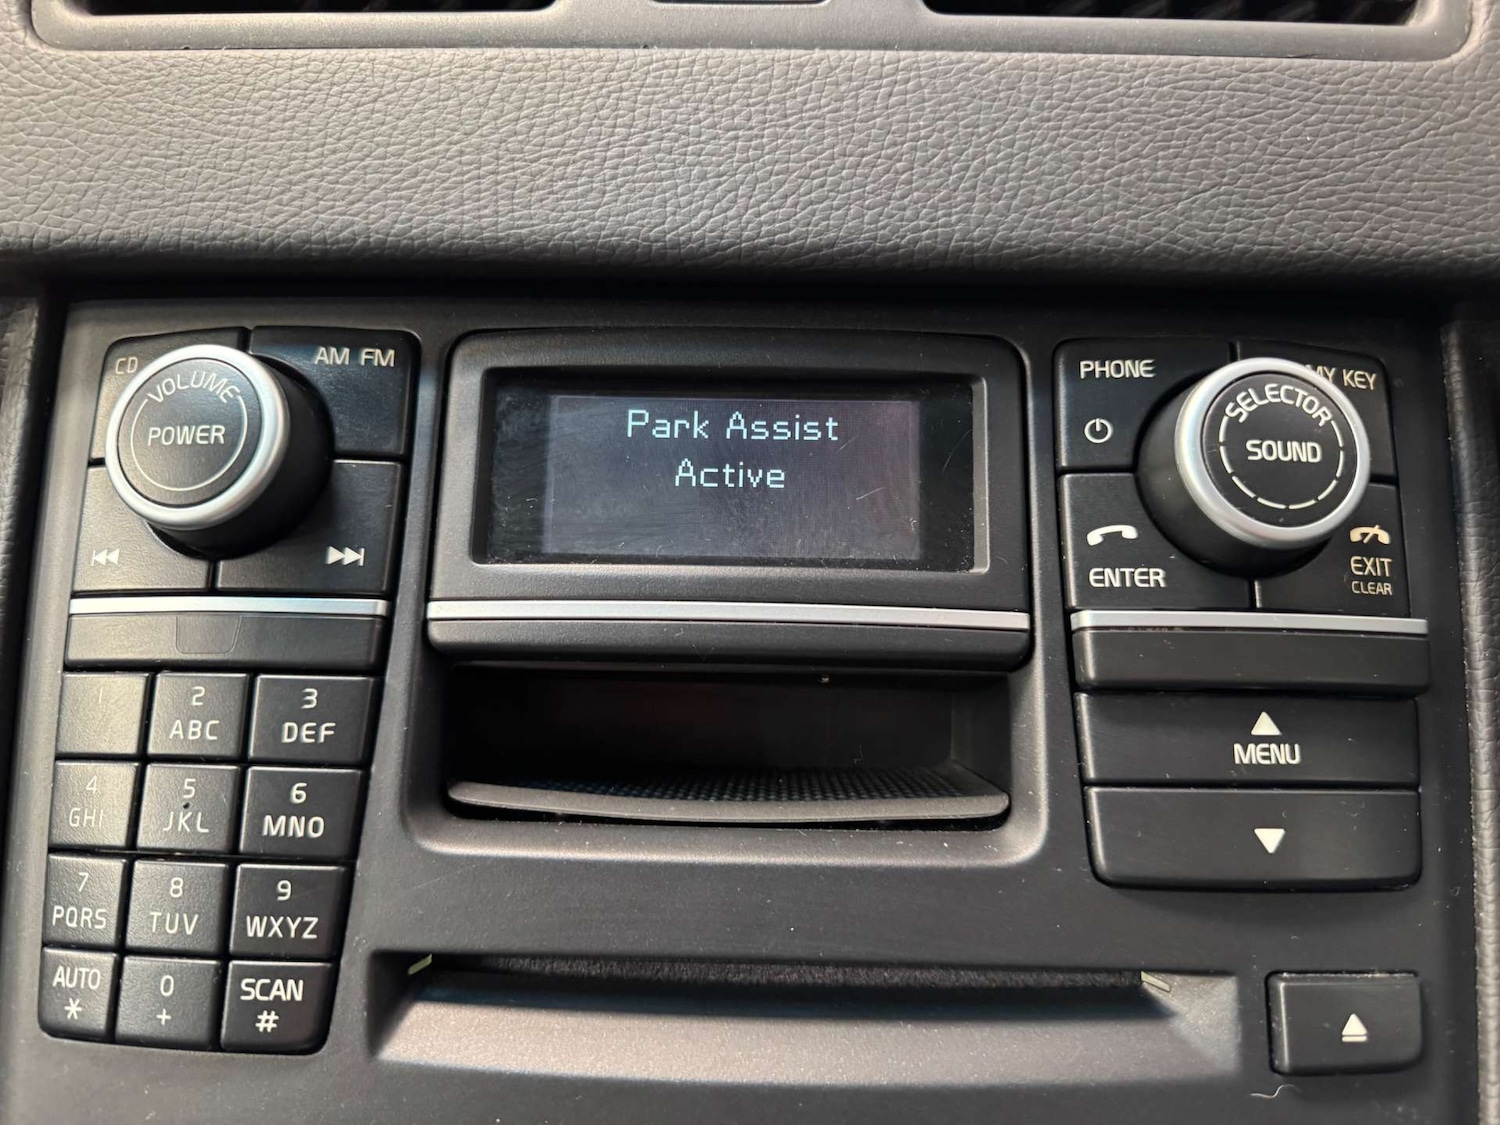 CD
VOLUME
POWER
AM FM
Park Assist
Active
PHONE
MY KEY
SELECTOR
SOUND
ENTER
EXIT
CLEAR
1
2
ABC
3
DEF
4
GHI
5
JKL
6
MNO
7
PQRS
8
TUV
9
WXYZ
AUTO
*
0
+
SCAN
#
MENU